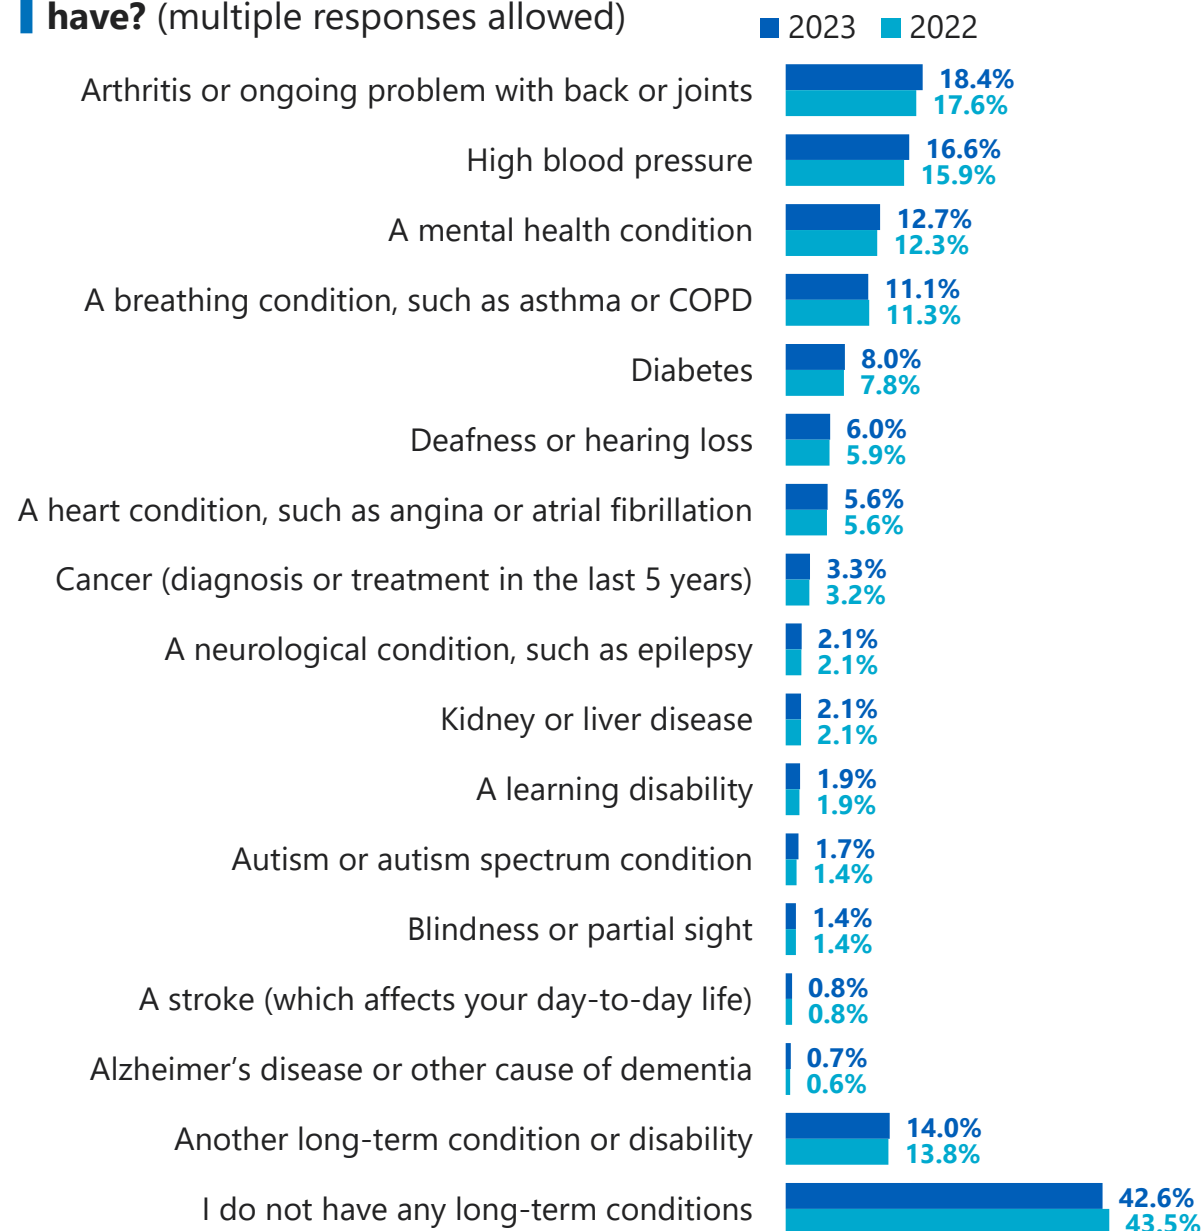 have? (multiple responses allowed)
2023 2022
Arthritis or ongoing problem with back or joints 18.4%
17.6%
High blood pressure 16.6%
15.9%
A mental health condition 12.7%
12.3%
A breathing condition, such as asthma or COPD 11.1%
11.3%
Diabetes 8.0%
7.8%
Deafness or hearing loss 6.0%
5.9%
A heart condition, such as angina or atrial fibrillation 5.6%
5.6%
Cancer (diagnosis or treatment in the last 5 years) 3.3%
3.2%
A neurological condition, such as epilepsy 2.1%
2.1%
Kidney or liver disease 2.1%
2.1%
A learning disability 1.9%
1.9%
Autism or autism spectrum condition 1.7%
1.4%
Blindness or partial sight 1.4%
1.4%
A stroke (which affects your day-to-day life) 0.8%
0.8%
Alzheimer’s disease or other cause of dementia 0.7%
0.6%
Another long-term condition or disability 14.0%
13.8%
I do not have any long-term conditions 42.6%
43.5%